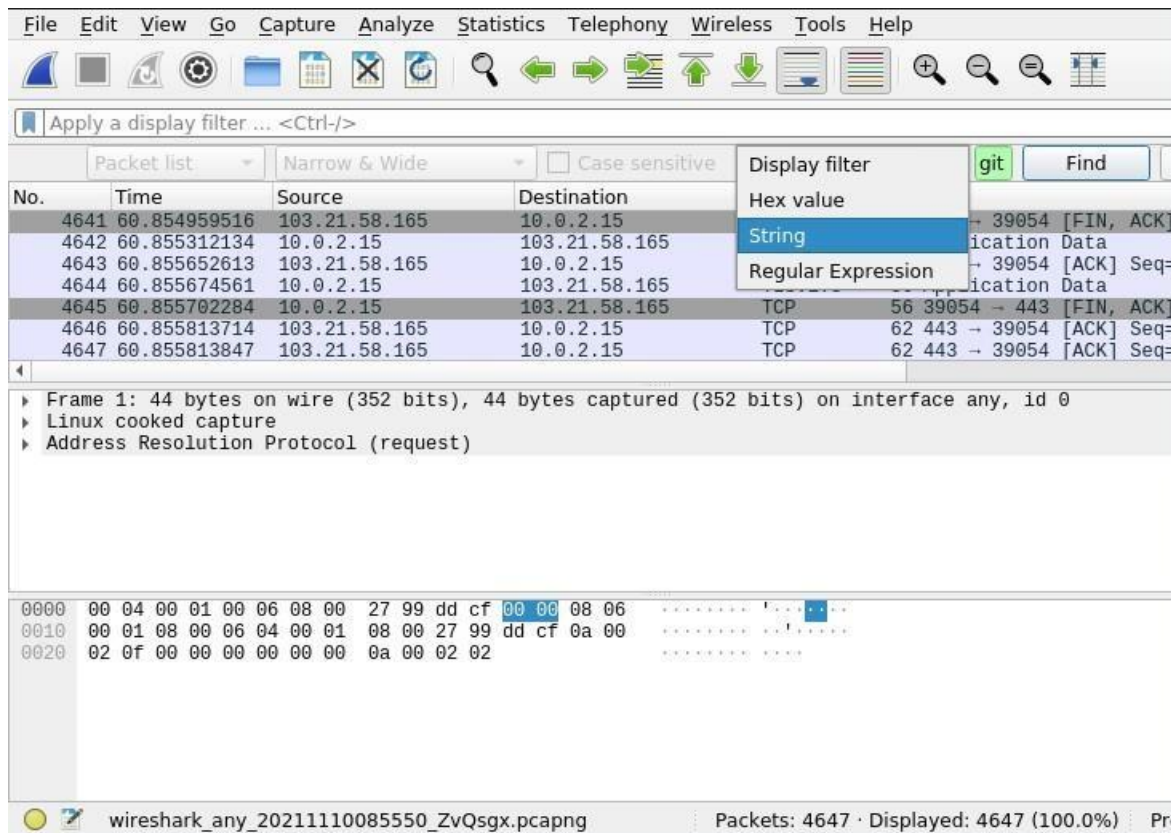 File Edit View Go Capture Analyze Statistics Telephony Wireless Tools Help
Apply a display filter ... <Ctrl-/>
Packet list Narrow & Wide Case sensitive git Find
Display filter
Hex value
String
Regular Expression
No. Time Source Destination
4641 60.854959516 103.21.58.165 10.0.2.15 → 39054 [FIN, ACK]
4642 60.855312134 10.0.2.15 103.21.58.165 ication Data
4643 60.855652613 103.21.58.165 10.0.2.15 → 39054 [ACK] Seq=
4644 60.855674561 10.0.2.15 103.21.58.165 ication Data
4645 60.855702284 10.0.2.15 103.21.58.165 TCP 56 39054 → 443 [FIN, ACK]
4646 60.855813714 103.21.58.165 10.0.2.15 TCP 62 443 → 39054 [ACK] Seq=
4647 60.855813847 103.21.58.165 10.0.2.15 TCP 62 443 → 39054 [ACK] Seq=
Frame 1: 44 bytes on wire (352 bits), 44 bytes captured (352 bits) on interface any, id 0
Linux cooked capture
Address Resolution Protocol (request)
0000 00 04 00 01 00 06 08 00 27 99 dd cf 00 00 08 06 ········ '·······
0010 00 01 08 00 06 04 00 01 08 00 27 99 dd cf 0a 00 ········ ··'·····
0020 02 0f 00 00 00 00 00 00 0a 00 02 02 ········ ····
wireshark_any_20211110085550_ZvQsgx.pcapng Packets: 4647 · Displayed: 4647 (100.0%) Pr